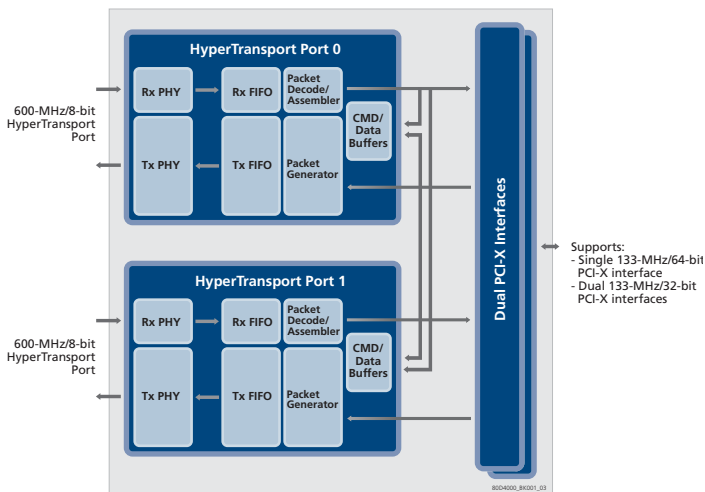 HyperTransport Port 0
Rx PHY
Rx FIFO
Packet
Decode/
Assembler
CMD/
Data
Buffers
600-MHz/8-bit
HyperTransport
Port
Tx PHY
Tx FIFO
Packet
Generator
Dual PCI-X Interfaces
Supports:
- Single 133-MHz/64-bit
PCI-X interface
- Dual 133-MHz/32-bit
PCI-X interfaces
HyperTransport Port 1
Rx PHY
Rx FIFO
Packet
Decode/
Assembler
CMD/
Data
Buffers
600-MHz/8-bit
HyperTransport
Port
Tx PHY
Tx FIFO
Packet
Generator
80D4000_BK001_03